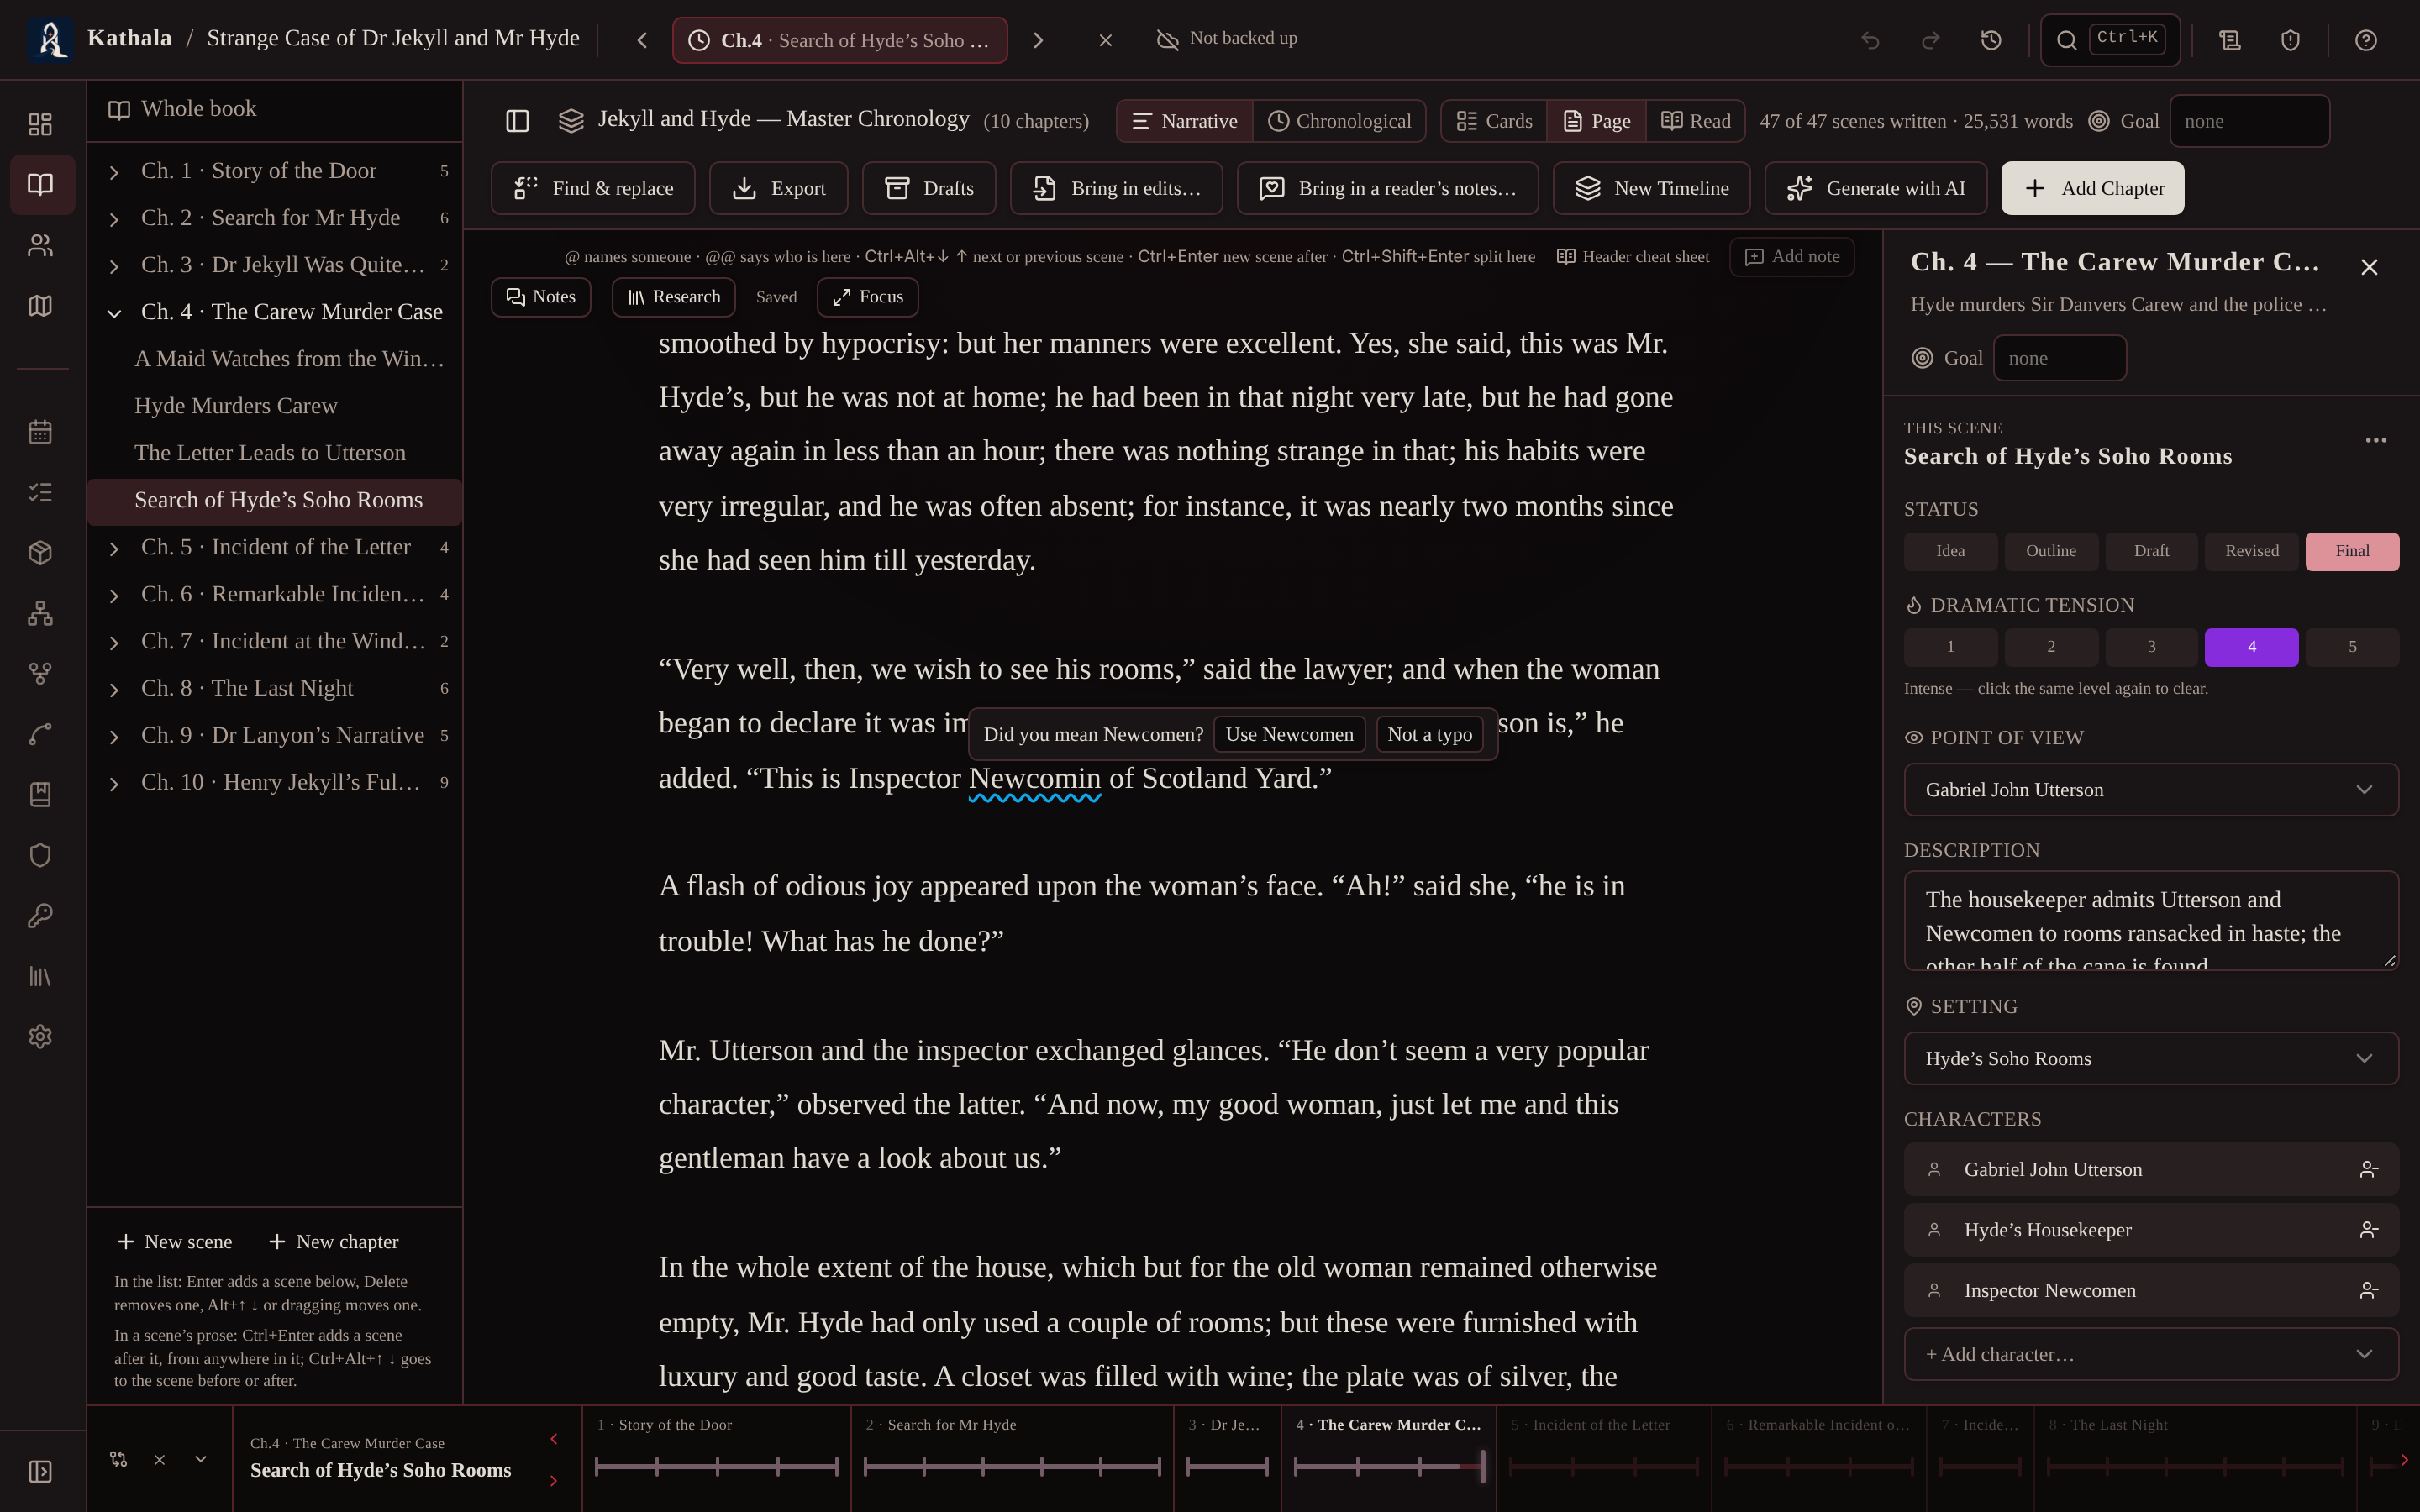 Kathala / Strange Case of Dr Jekyll and Mr Hyde
Ch.4 · Search of Hyde’s Soho …
Not backed up
Ctrl+K
Whole book
Ch. 1 · Story of the Door 5
Ch. 2 · Search for Mr Hyde 6
Ch. 3 · Dr Jekyll Was Quite… 2
Ch. 4 · The Carew Murder Case
A Maid Watches from the Win…
Hyde Murders Carew
The Letter Leads to Utterson
Search of Hyde’s Soho Rooms
Ch. 5 · Incident of the Letter 4
Ch. 6 · Remarkable Inciden… 4
Ch. 7 · Incident at the Wind… 2
Ch. 8 · The Last Night 6
Ch. 9 · Dr Lanyon’s Narrative 5
Ch. 10 · Henry Jekyll’s Ful… 9
New scene New chapter
In the list: Enter adds a scene below, Delete
removes one, Alt+↑ ↓ or dragging moves one.
In a scene’s prose: Ctrl+Enter adds a scene
after it, from anywhere in it; Ctrl+Alt+↑ ↓ goes
to the scene before or after.
Jekyll and Hyde — Master Chronology (10 chapters)
Narrative Chronological
Cards Page Read
47 of 47 scenes written · 25,531 words
Goal none
Find & replace
Export
Drafts
Bring in edits…
Bring in a reader’s notes…
New Timeline
Generate with AI
Add Chapter
@ names someone · @@ says who is here · Ctrl+Alt+↓ ↑ next or previous scene · Ctrl+Enter new scene after · Ctrl+Shift+Enter split here
Header cheat sheet
Add note
Notes
Research
Saved
Focus
smoothed by hypocrisy: but her manners were excellent. Yes, she said, this was Mr.
Hyde’s, but he was not at home; he had been in that night very late, but he had gone
away again in less than an hour; there was nothing strange in that; his habits were
very irregular, and he was often absent; for instance, it was nearly two months since
she had seen him till yesterday.
“Very well, then, we wish to see his rooms,” said the lawyer; and when the woman
began to declare it was im
son is,” he
Did you mean Newcomen? Use Newcomen Not a typo
added. “This is Inspector Newcomin of Scotland Yard.”
A flash of odious joy appeared upon the woman’s face. “Ah!” said she, “he is in
trouble! What has he done?”
Mr. Utterson and the inspector exchanged glances. “He don’t seem a very popular
character,” observed the latter. “And now, my good woman, just let me and this
gentleman have a look about us.”
In the whole extent of the house, which but for the old woman remained otherwise
empty, Mr. Hyde had only used a couple of rooms; but these were furnished with
luxury and good taste. A closet was filled with wine; the plate was of silver, the
Ch. 4 — The Carew Murder C…
Hyde murders Sir Danvers Carew and the police …
Goal none
THIS SCENE
Search of Hyde’s Soho Rooms
STATUS
Idea Outline Draft Revised Final
DRAMATIC TENSION
1 2 3 4 5
Intense — click the same level again to clear.
POINT OF VIEW
Gabriel John Utterson
DESCRIPTION
The housekeeper admits Utterson and
Newcomen to rooms ransacked in haste; the
other half of the cane is found.
SETTING
Hyde’s Soho Rooms
CHARACTERS
Gabriel John Utterson
Hyde’s Housekeeper
Inspector Newcomen
+ Add character…
Ch.4 · The Carew Murder Case
Search of Hyde’s Soho Rooms
1 · Story of the Door
2 · Search for Mr Hyde
3 · Dr Je…
4 · The Carew Murder C…
5 · Incident of the Letter
6 · Remarkable Incident o…
7 · Incide…
8 · The Last Night
9 · D